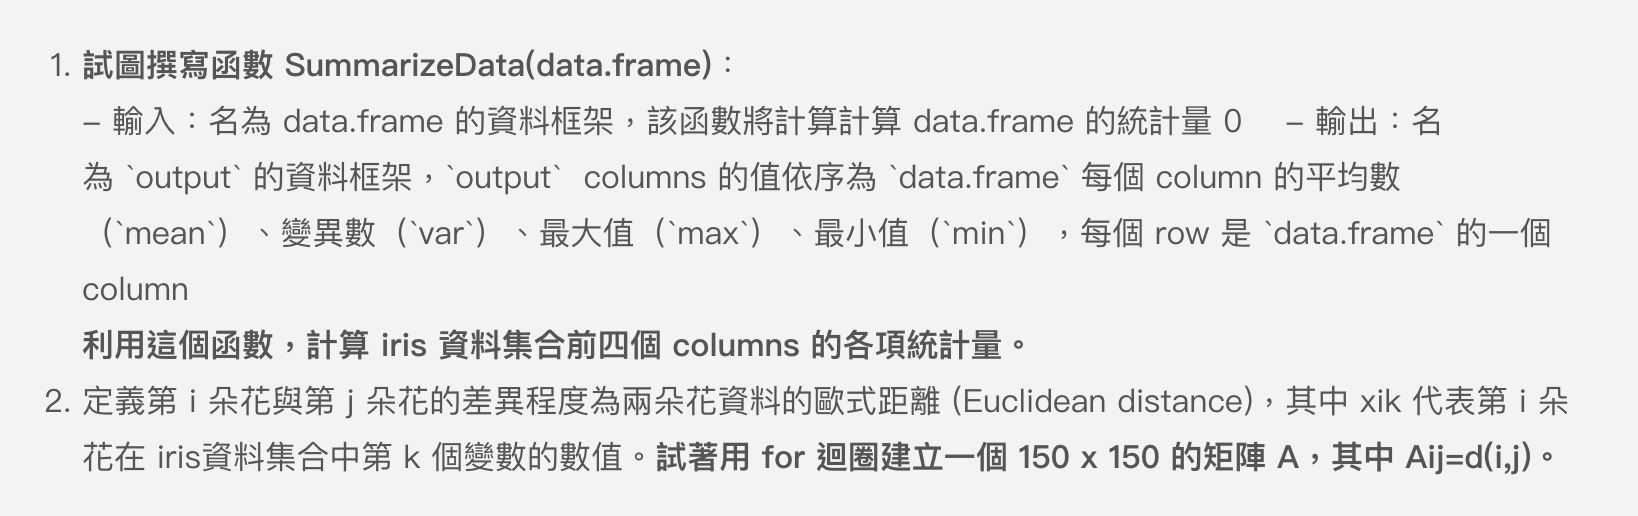 1. 試圖撰寫函數 SummarizeData(data.frame)：
– 輸入：名為 data.frame 的資料框架，該函數將計算計算 data.frame 的統計量 0 – 輸出：名
為 `output` 的資料框架，`output` columns 的值依序為 `data.frame` 每個 column 的平均數
（`mean`）、變異數（`var`）、最大值（`max`）、最小值（`min`），每個 row 是 `data.frame` 的一個
column
利用這個函數，計算 iris 資料集合前四個 columns 的各項統計量。
2. 定義第 i 朵花與第 j 朵花的差異程度為兩朵花資料的歐式距離 (Euclidean distance)，其中 xik 代表第 i 朵
花在 iris資料集合中第 k 個變數的數值。試著用 for 迴圈建立一個 150 x 150 的矩陣 A，其中 Aij=d(i,j)。